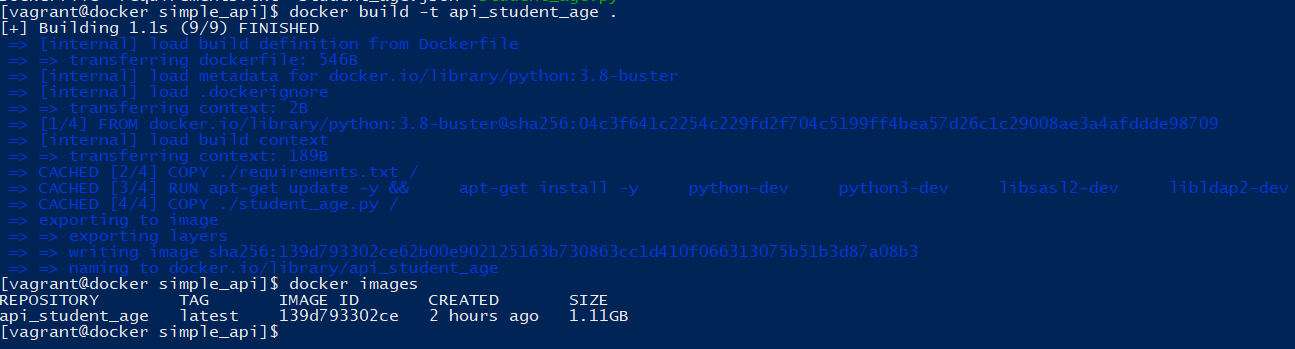 [vagrant@docker simple_api]$ docker build -t api_student_age .
[+] Building 1.1s (9/9) FINISHED
=> [internal] load build definition from Dockerfile
=> => transferring dockerfile: 546B
=> [internal] load metadata for docker.io/library/python:3.8-buster
=> [internal] load .dockerignore
=> => transferring context: 2B
=> [1/4] FROM docker.io/library/python:3.8-buster@sha256:04c3f641c2254c229fd2f704c5199ff4bea57d26c1c29008ae3a4afddde98709
=> [internal] load build context
=> => transferring context: 189B
=> CACHED [2/4] COPY ./requirements.txt /
=> CACHED [3/4] RUN apt-get update -y && apt-get install -y python-dev python3-dev libsasl2-dev libldap2-dev
=> CACHED [4/4] COPY ./student_age.py /
=> exporting to image
=> => exporting layers
=> => writing image sha256:139d793302ce62b00e902125163b730863cc1d410f066313075b51b3d87a08b3
=> => naming to docker.io/library/api_student_age
[vagrant@docker simple_api]$ docker images
REPOSITORY TAG IMAGE ID CREATED SIZE
api_student_age latest 139d793302ce 2 hours ago 1.11GB
[vagrant@docker simple_api]$